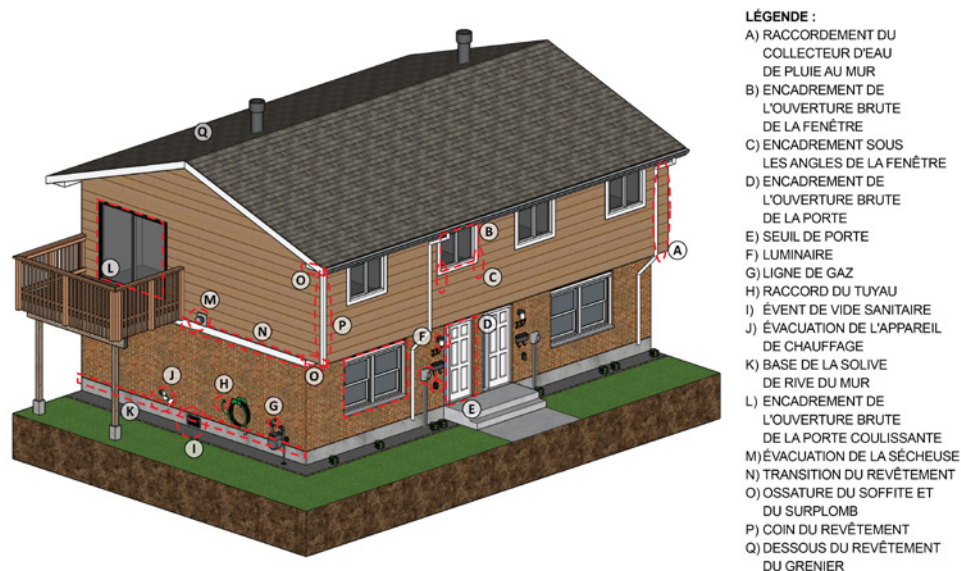 Q
L
O
B
C
A
P
M
N
F
D
O
J
H
G
K
E
I
LÉGENDE :
A) RACCORDEMENT DU
COLLECTEUR D'EAU
DE PLUIE AU MUR
B) ENCADREMENT DE
L'OUVERTURE BRUTE
DE LA FENÊTRE
C) ENCADREMENT SOUS
LES ANGLES DE LA FENÊTRE
D) ENCADREMENT DE
L'OUVERTURE BRUTE
DE LA PORTE
E) SEUIL DE PORTE
F) LUMINAIRE
G) LIGNE DE GAZ
H) RACCORD DU TUYAU
I) ÉVENT DE VIDE SANITAIRE
J) ÉVACUATION DE L'APPAREIL
DE CHAUFFAGE
K) BASE DE LA SOLIVE
DE RIVE DU MUR
L) ENCADREMENT DE
L'OUVERTURE BRUTE
DE LA PORTE COULISSANTE
M) ÉVACUATION DE LA SÉCHEUSE
N) TRANSITION DU REVÊTEMENT
O) OSSATURE DU SOFFITE ET
DU SURPLOMB
P) COIN DU REVÊTEMENT
Q) DESSOUS DU REVÊTEMENT
DU GRENIER